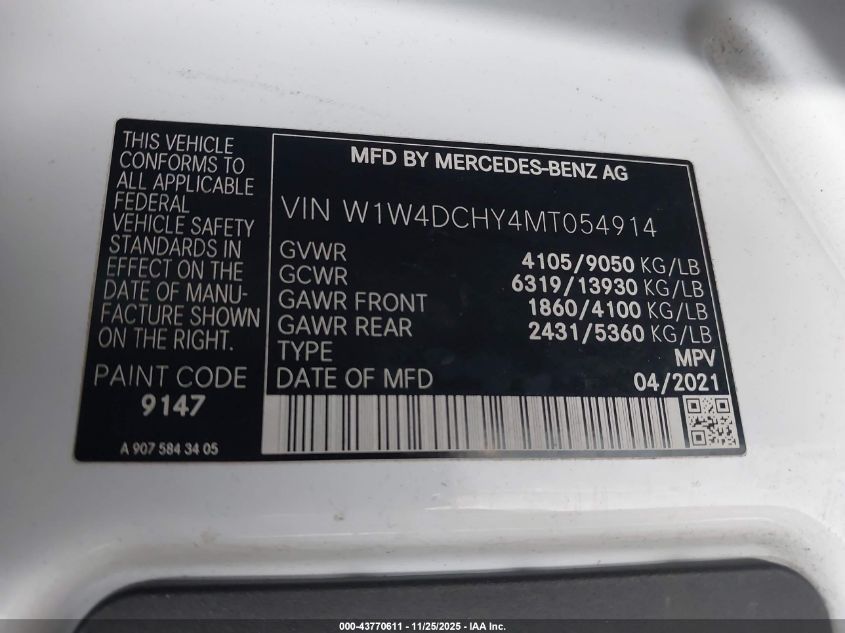 THIS VEHICLE
CONFORMS TO
ALL APPLICABLE
FEDERAL
VEHICLE SAFETY
STANDARDS IN
EFFECT ON THE
DATE OF MANU-
FACTURE SHOWN
ON THE RIGHT.
PAINT CODE
9147
A 907 584 34 05
MFD BY MERCEDES-BENZ AG
VIN W1W4DCHY4MT054914
GVWR 4105/9050 KG/LB
GCWR 6319/13930 KG/LB
GAWR FRONT 1860/4100 KG/LB
GAWR REAR 2431/5360 KG/LB
TYPE MPV
DATE OF MFD 04/2021
000-43770611 - 11/25/2025 - IAA Inc.